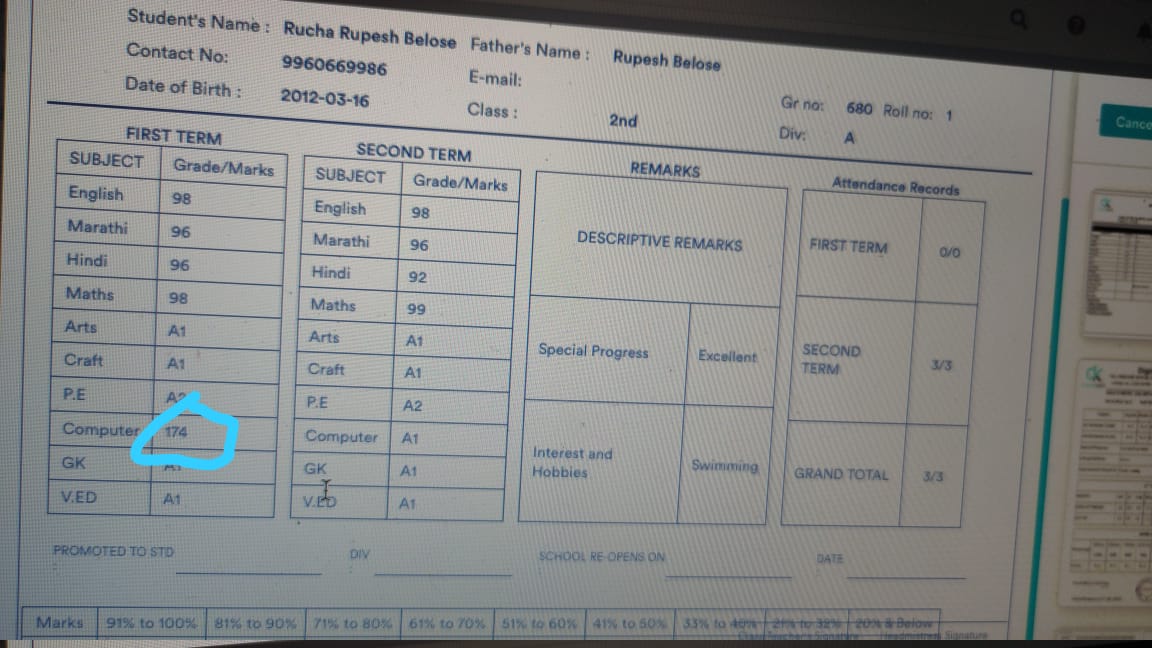 Student's Name : Rucha Rupesh Belose Father's Name : Rupesh Belose
Contact No: 9960669986 E-mail:
Date of Birth : 2012-03-16 Class : 2nd
Gr no: 680 Roll no: 1
Div: A
Cance
FIRST TERM
SUBJECT Grade/Marks
English 98
Marathi 96
Hindi 96
Maths 98
Arts A1
Craft A1
P.E A2
Computer 174
GK A1
V.ED A1
SECOND TERM
SUBJECT Grade/Marks
English 98
Marathi 96
Hindi 92
Maths 99
Arts A1
Craft A1
P.E A2
Computer A1
GK A1
V.ED A1
REMARKS
DESCRIPTIVE REMARKS
Special Progress Excellent
Interest and
Hobbies
Swimming
Attendance Records
FIRST TERM 0/0
SECOND
TERM
3/3
GRAND TOTAL 3/3
PROMOTED TO STD DIV SCHOOL RE-OPENS ON DATE
Marks 91% to 100% 81% to 90% 71% to 80% 61% to 70% 51% to 60% 41% to 50% 33% to 40% 21% to 32% 20% & Below
Class Teacher's Signature Headmistress Signature